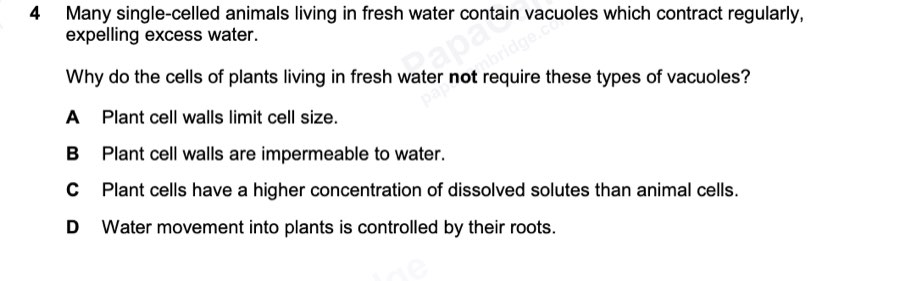 4 Many single-celled animals living in fresh water contain vacuoles which contract regularly,
expelling excess water.
Why do the cells of plants living in fresh water not require these types of vacuoles?
A Plant cell walls limit cell size.
B Plant cell walls are impermeable to water.
C Plant cells have a higher concentration of dissolved solutes than animal cells.
D Water movement into plants is controlled by their roots.